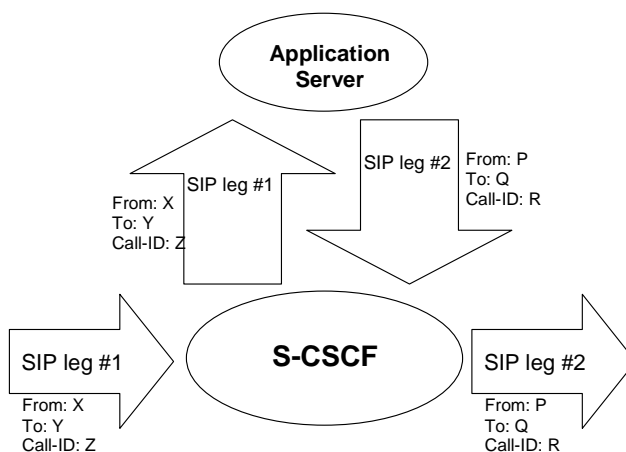 Application
Server
SIP leg #1
From: X
To: Y
Call-ID: Z
SIP leg #2
From: P
To: Q
Call-ID: R
SIP leg #1
From: X
To: Y
Call-ID: Z
S-CSCF
SIP leg #2
From: P
To: Q
Call-ID: R